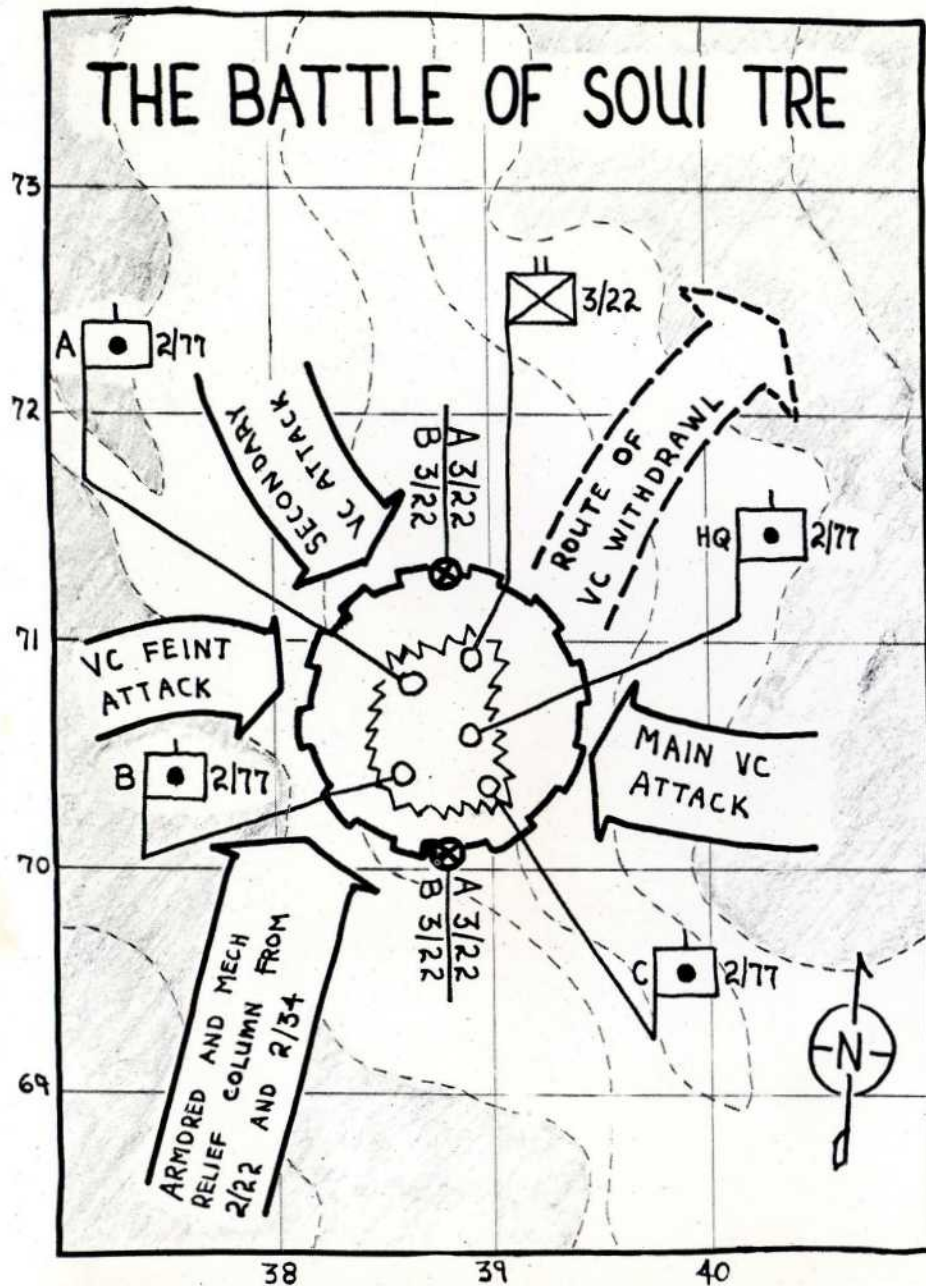 THE BATTLE OF SOUI TRE
73
3/22
A 2/77
72
SECONDARY
VC ATTACK
A 3/22
B 3/22
ROUTE OF
VC WITHDRAWL
HQ 2/77
71
VC FEINT
ATTACK
MAIN VC
ATTACK
B 2/77
70
A 3/22
B 3/22
ARMORED AND MECH
RELIEF COLUMN FROM
2/22 AND 2/34
C 2/77
N
69
38 39 40